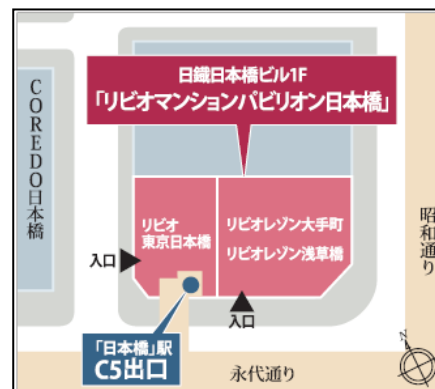 日鐵日本橋ビル1F
「リビオマンションパビリオン日本橋」
COREDO日本橋
リビオ
東京日本橋
リビオレゾン大手町
リビオレゾン浅草橋
昭和通り
入口
入口
「日本橋」駅
C5出口
永代通り
N